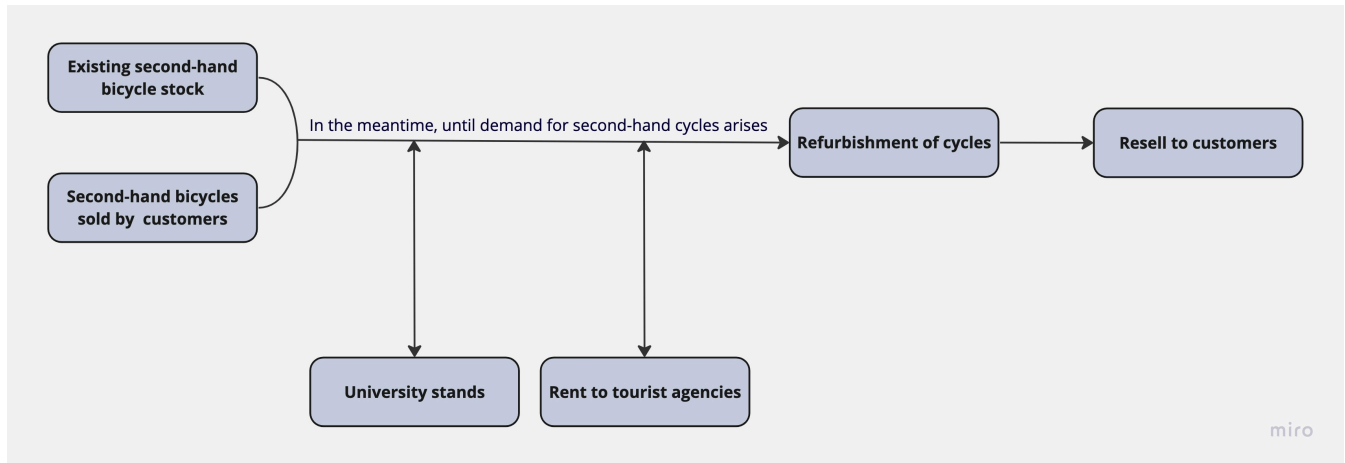 Existing second-hand
bicycle stock
In the meantime, until demand for second-hand cycles arises
Refurbishment of cycles
Resell to customers
Second-hand bicycles
sold by customers
University stands
Rent to tourist agencies
miro